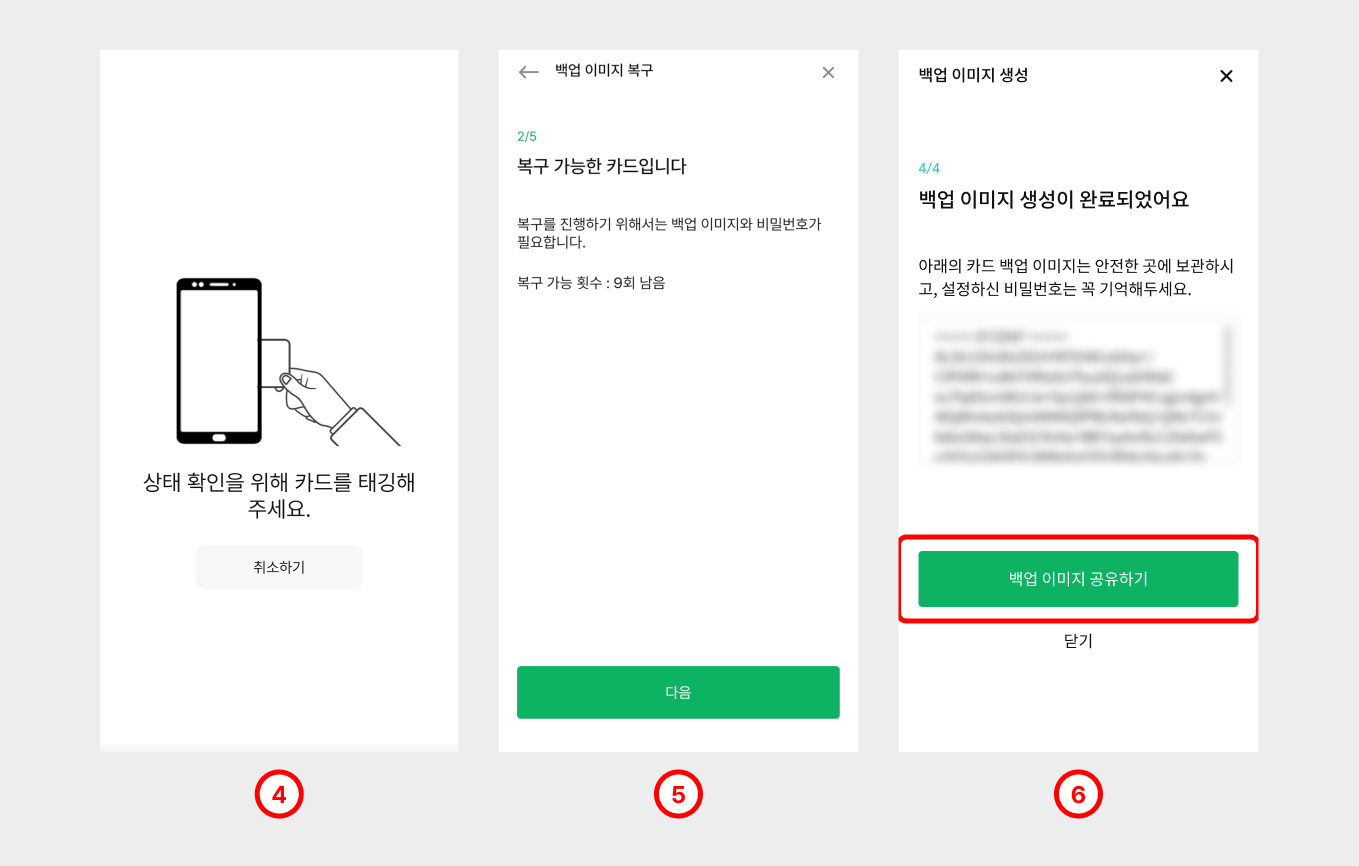 상태 확인을 위해 카드를 태깅해
주세요.
취소하기
4
백업 이미지 복구
2/5
복구 가능한 카드입니다
복구를 진행하기 위해서는 백업 이미지와 비밀번호가
필요합니다.
복구 가능 횟수 : 9회 남음
다음
5
백업 이미지 생성
4/4
백업 이미지 생성이 완료되었어요
아래의 카드 백업 이미지는 안전한 곳에 보관하시
고, 설정하신 비밀번호는 꼭 기억해두세요.
백업 이미지 공유하기
닫기
6